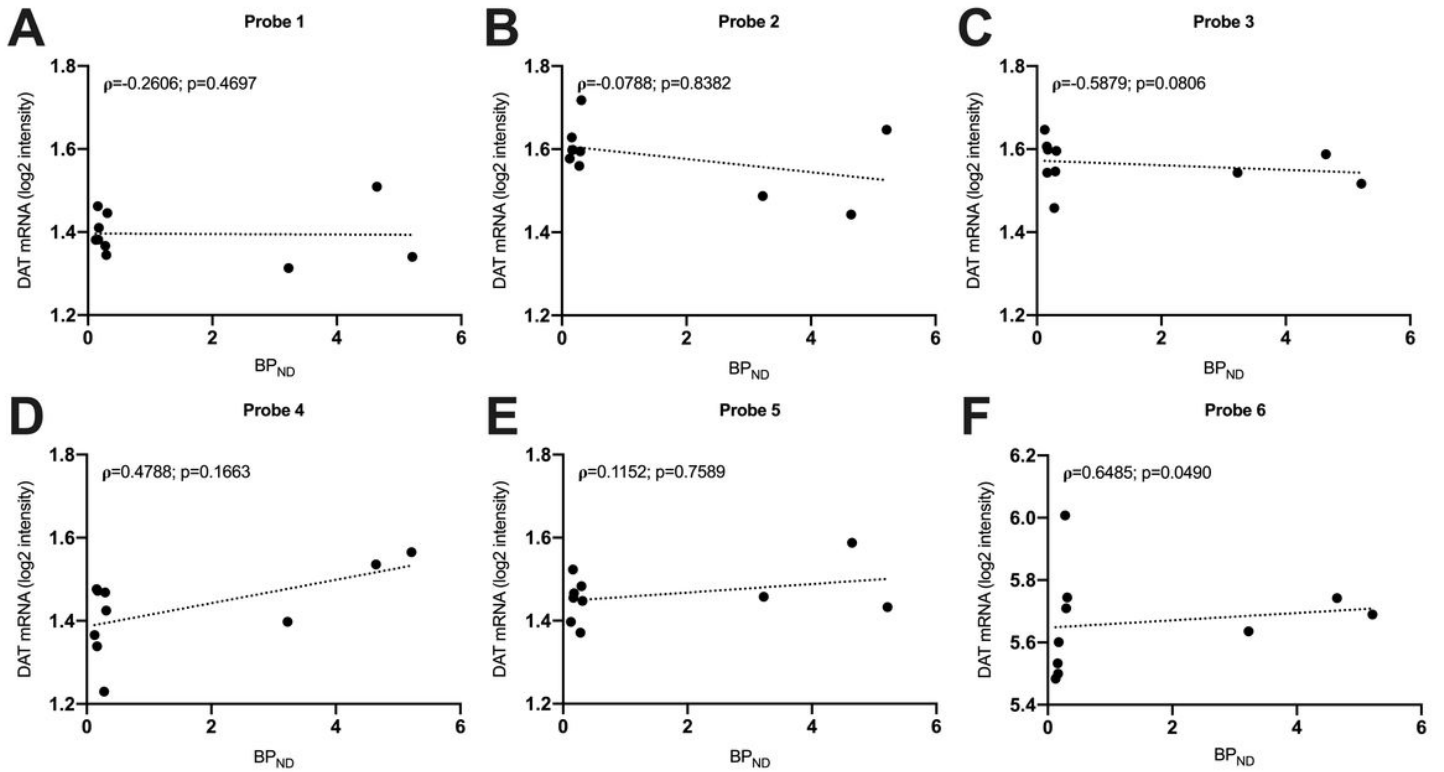 A
Probe 1
ρ=-0.2606; p=0.4697
DAT mRNA (log2 intensity)
1.8
1.6
1.4
1.2
0
2
4
6
BP_ND
B
Probe 2
ρ=-0.0788; p=0.8382
DAT mRNA (log2 intensity)
1.8
1.6
1.4
1.2
0
2
4
6
BP_ND
C
Probe 3
ρ=-0.5879; p=0.0806
DAT mRNA (log2 intensity)
1.8
1.6
1.4
1.2
0
2
4
6
BP_ND
D
Probe 4
ρ=0.4788; p=0.1663
DAT mRNA (log2 intensity)
1.8
1.6
1.4
1.2
0
2
4
6
BP_ND
E
Probe 5
ρ=0.1152; p=0.7589
DAT mRNA (log2 intensity)
1.8
1.6
1.4
1.2
0
2
4
6
BP_ND
F
Probe 6
ρ=0.6485; p=0.0490
DAT mRNA (log2 intensity)
6.2
6.0
5.8
5.6
5.4
0
2
4
6
BP_ND